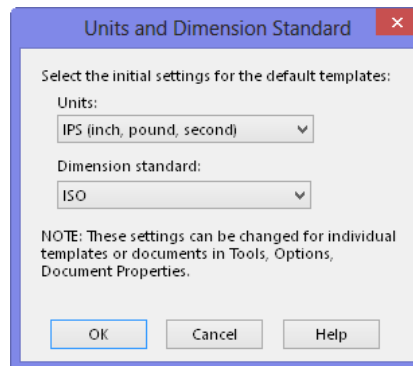 Units and Dimension Standard
Select the initial settings for the default templates:
Units:
IPS (inch, pound, second)
Dimension standard:
ISO
NOTE: These settings can be changed for individual
templates or documents in Tools, Options,
Document Properties.
OK Cancel Help